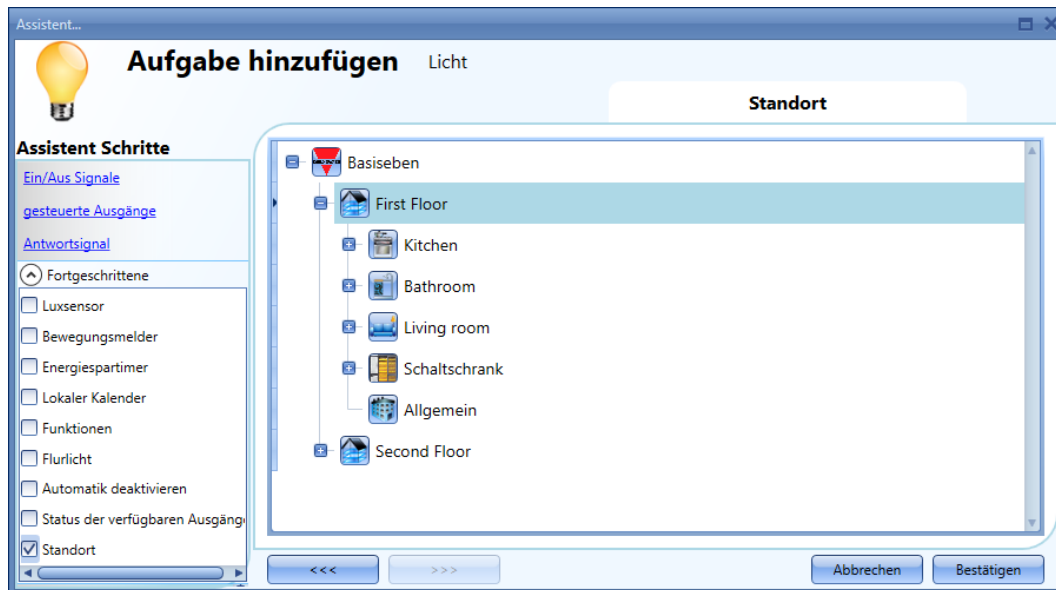 Assistent...
Aufgabe hinzufügen Licht
Standort
Assistent Schritte
Ein/Aus Signale
gesteuerte Ausgänge
Antwortsignal
Fortgeschrittene
Luxsensor
Bewegungsmelder
Energiespartimer
Lokaler Kalender
Funktionen
Flurlicht
Automatik deaktivieren
Status der verfügbaren Ausgäng
Standort
Basiseben
First Floor
Kitchen
Bathroom
Living room
Schaltschrank
Allgemein
Second Floor
<<< >>> Abbrechen Bestätigen